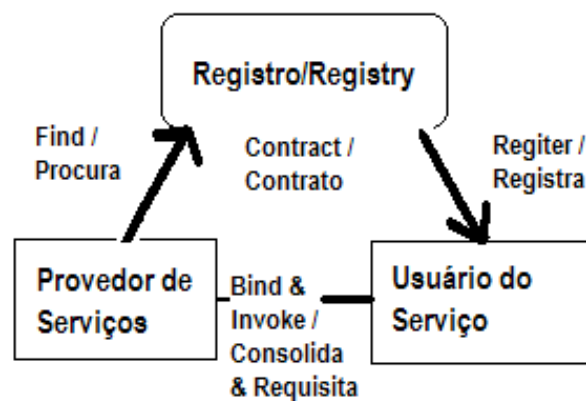 Registro/Registry
Find /
Procura
Contract /
Contrato
Regiter /
Registra
Provedor de
Serviços
Bind &
Invoke /
Consolida
& Requisita
Usuário do
Serviço